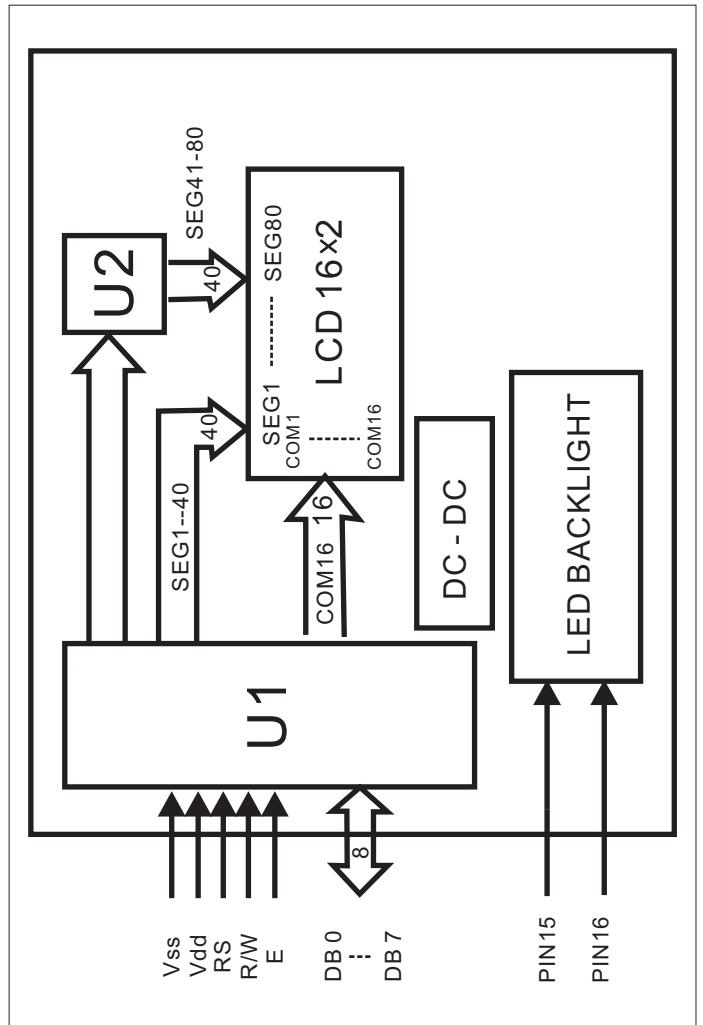 Vss
Vdd
RS
R/W
E
DB0
DB7
8
PIN15
PIN16
U1
SEG1--40
40
COM16
16
U2
SEG41-80
40
SEG1 SEG80
COM1
COM16
LCD 16×2
DC - DC
LED BACKLIGHT